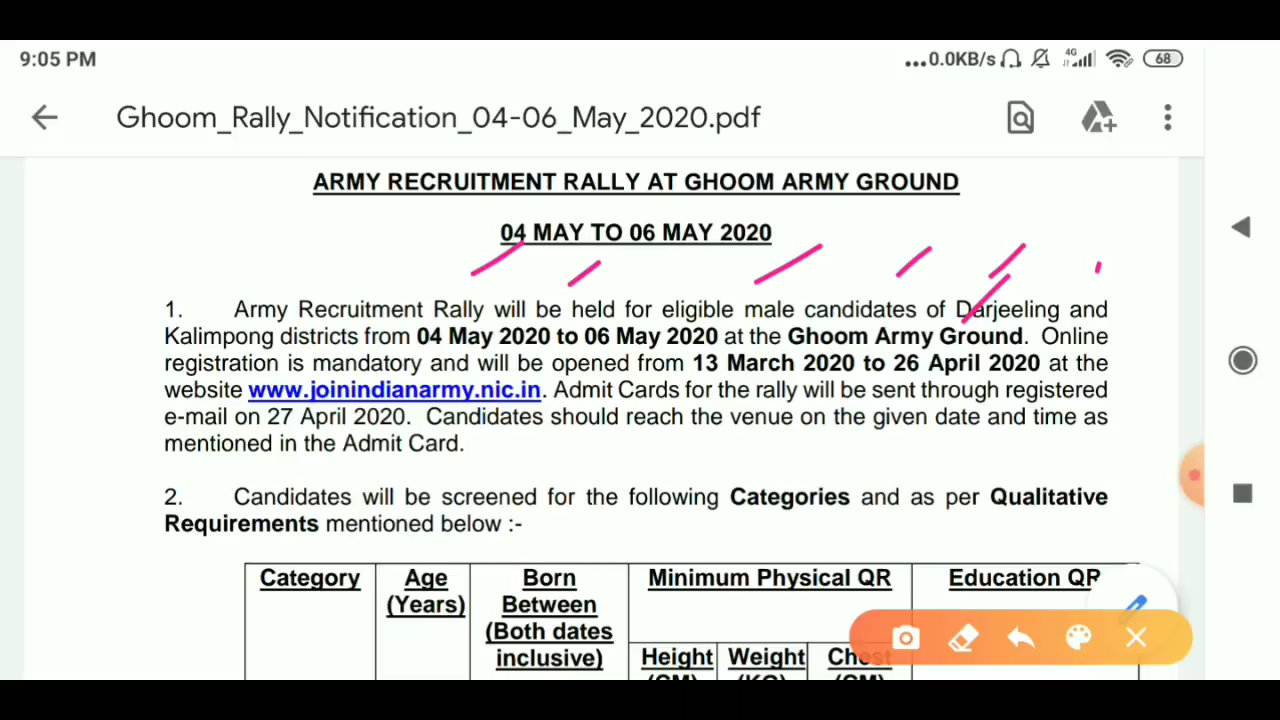 9:05 PM
...0.0KB/s 4G 68
Ghoom_Rally_Notification_04-06_May_2020.pdf
ARMY RECRUITMENT RALLY AT GHOOM ARMY GROUND
04 MAY TO 06 MAY 2020
1. Army Recruitment Rally will be held for eligible male candidates of Darjeeling and
Kalimpong districts from 04 May 2020 to 06 May 2020 at the Ghoom Army Ground. Online
registration is mandatory and will be opened from 13 March 2020 to 26 April 2020 at the
website www.joinindianarmy.nic.in. Admit Cards for the rally will be sent through registered
e-mail on 27 April 2020. Candidates should reach the venue on the given date and time as
mentioned in the Admit Card.
2. Candidates will be screened for the following Categories and as per Qualitative
Requirements mentioned below :-
Category Age Born Minimum Physical QR Education QR
(Years) Between
(Both dates
inclusive) Height Weight Chest
(CM) (KG) (CM)